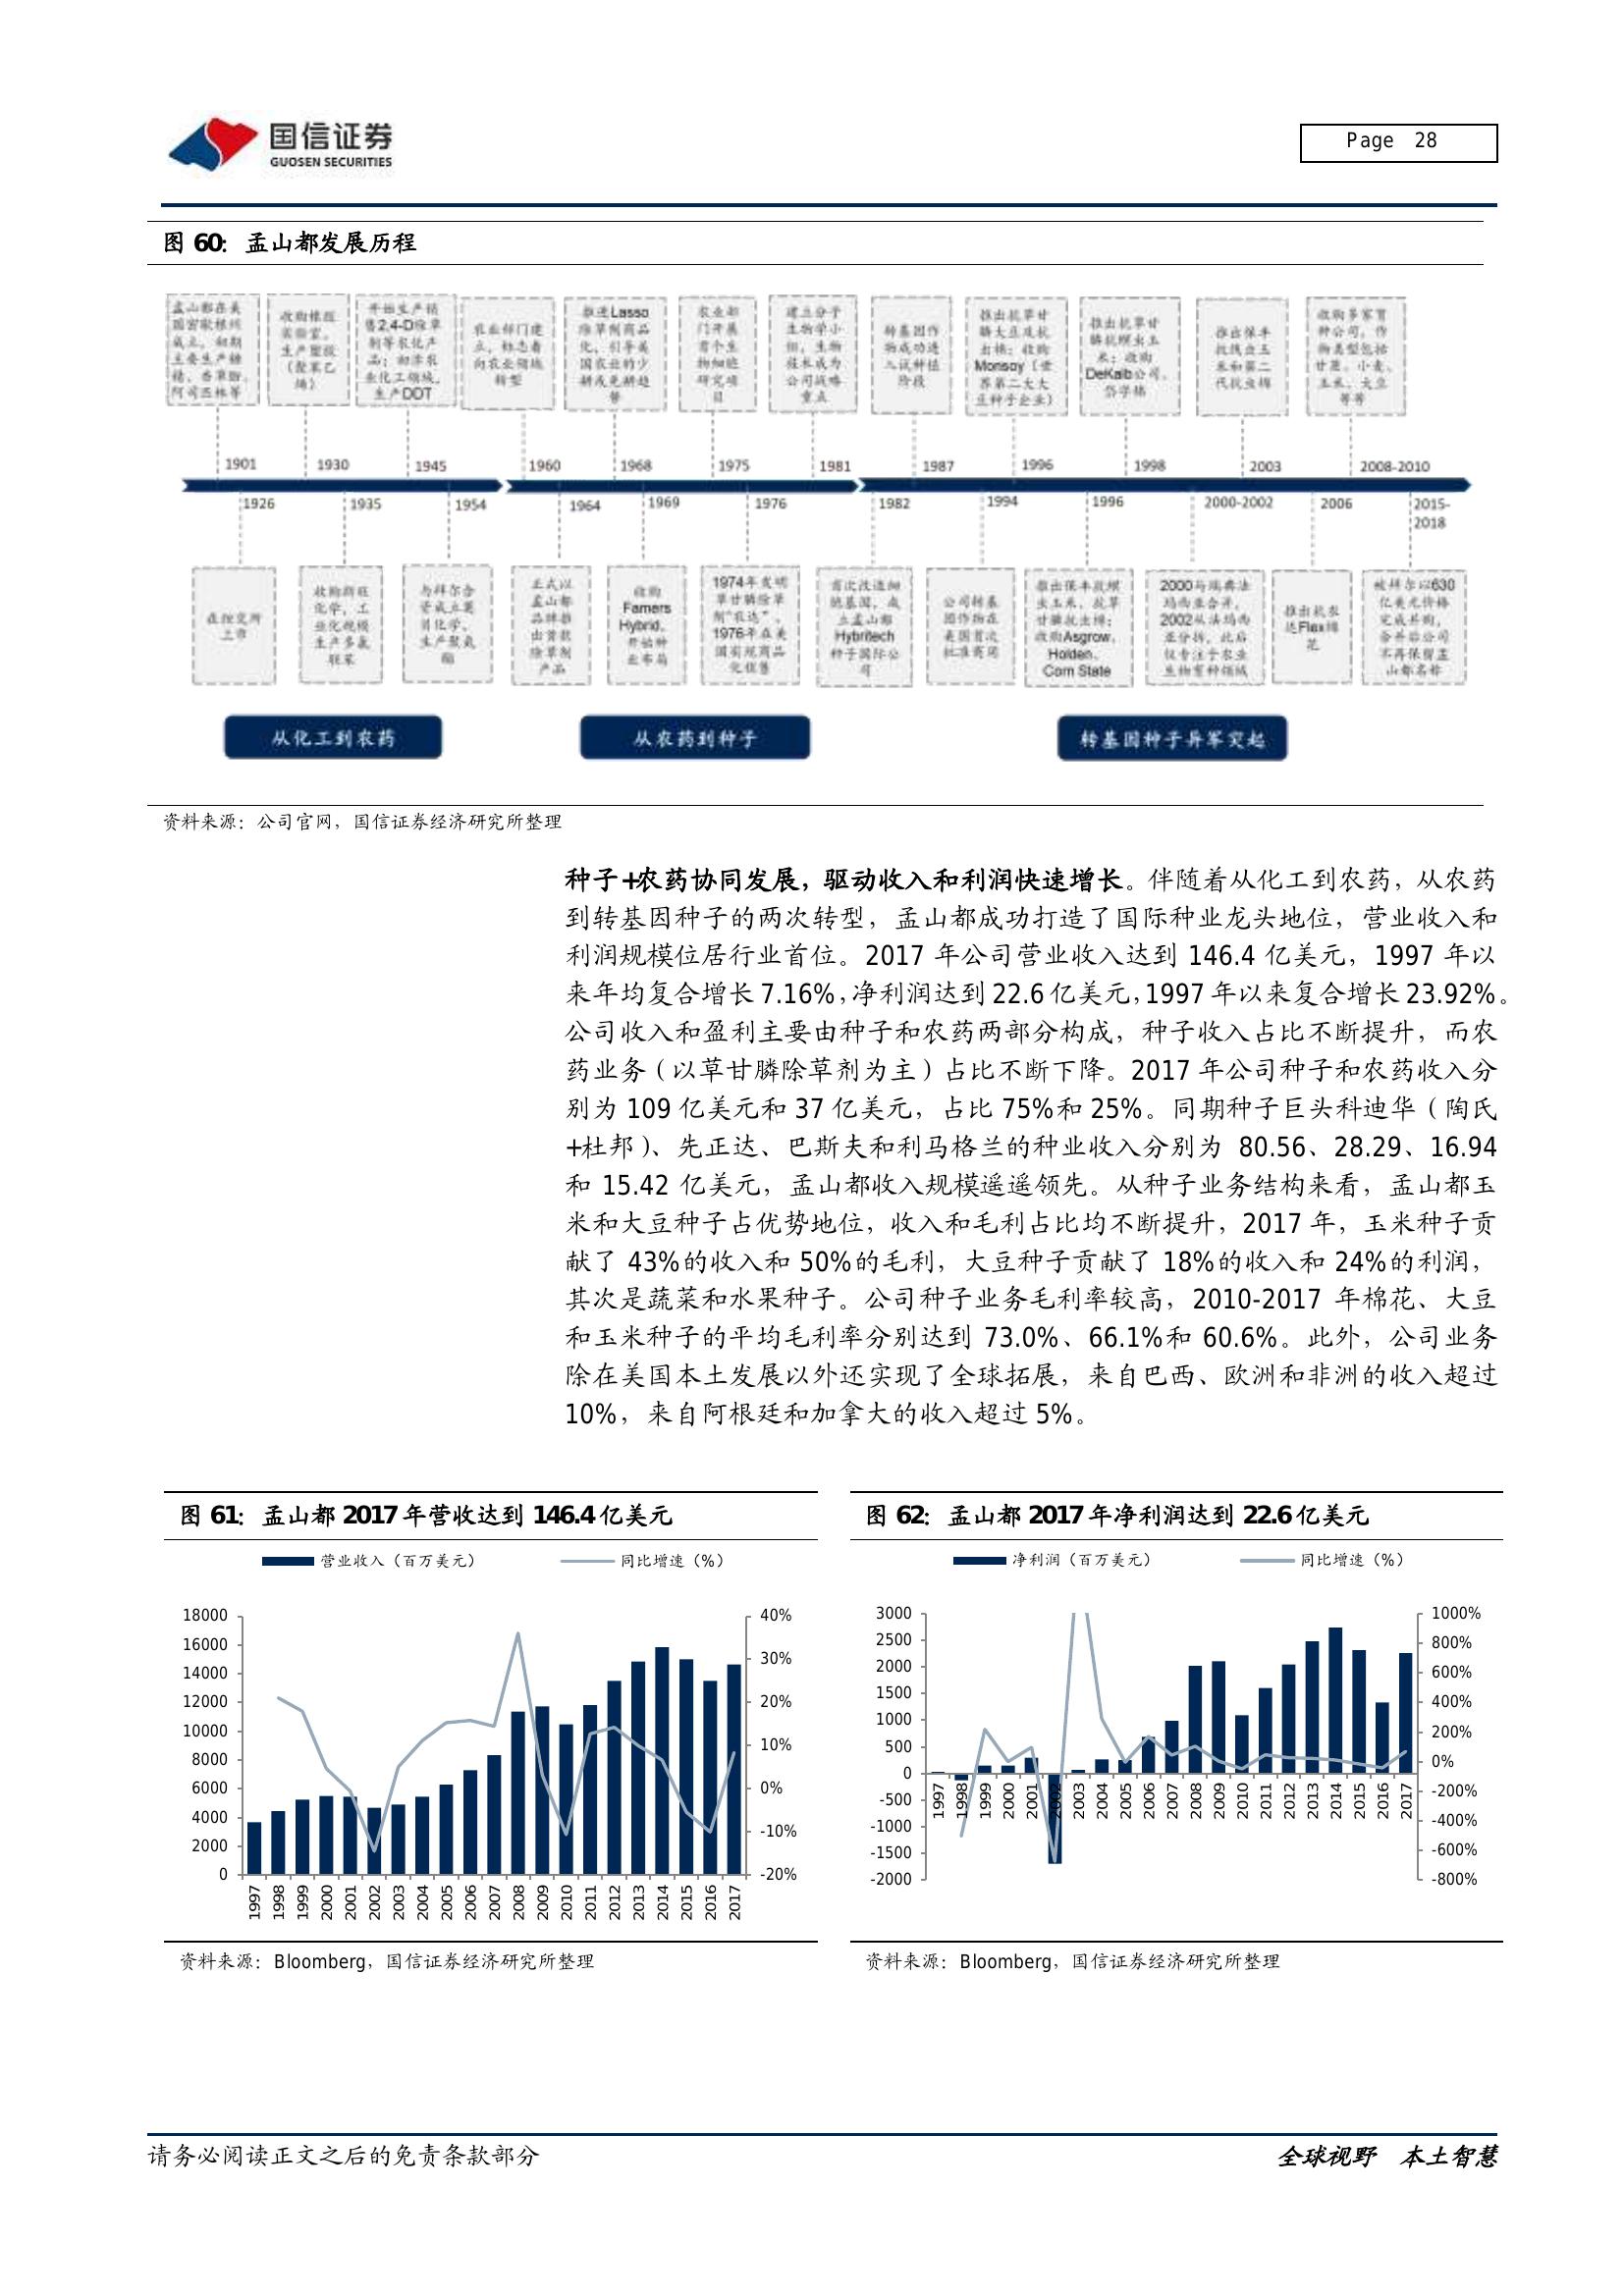 国信证券
GUOSEN SECURITIES
Page 28
图 60：孟山都发展历程
孟山都在美
成立，初期
主要生产糖
精、香草酚、
阿司匹林等
实验室，
生产塑胶
（聚苯乙
烯）
开始生产销
售2,4-D除草
剂等农化产
品；初涉农
业化工领域，
生产DDT
农业部门建
立，标志着
向农业领域
转型
推进Lasso
除草剂商品
化，引导美
国农业的少
耕或免耕趋
势
农业部
门开展
首个生
物细胞
研究项
目
建立分子
生物学小
组，生物
技术成为
公司战略
重点
转基因作
物成功进
入试种植
阶段
推出抗草甘
膦大豆及抗
虫棉；收购
Monsoy（世
界第二大大
豆种子企业）
推出抗草甘
膦抗螟虫玉
米；收购
DeKalb公司、
岱字棉
推出保丰
抗线虫玉
米和第二
代抗虫棉
收购多家育
种公司，作
物类型包括
甘蔗、小麦、
玉米、大豆
等等
1901
1930
1945
1960
1968
1975
1981
1987
1996
1998
2003
2008-2010
1926
1935
1954
1964
1969
1976
1982
1994
1996
2000-2002
2006
2015-
2018
在纽交所
上市
收购斯旺
化学，工
业化规模
生产多氯
联苯
与拜尔合
资成立莫
贝化学，
生产聚氨
酯
正式以
孟山都
品牌推
出首款
除草剂
产品
收购
Famers
Hybrid，
开始种
业布局
1974年发明
草甘膦除草
剂“农达”，
1976年在美
国实现商品
化销售
首次改造细
胞基因，成
立孟山都
Hybritech
种子国际公
司
公司转基
因作物在
美国首次
批准商用
推出保丰抗螟
虫玉米、抗草
甘膦抗虫棉；
收购Asgrow、
Holden、
Corn State
2000与瑞典法
玛西亚合并，
2002从法玛西
亚分拆，此后
仅专注于农业
生物育种领域
推出抗农
达Flex棉
花
被拜尔以630
亿美元价格
完成并购，
合并后公司
不再保留孟
山都名称
从化工到农药
从农药到种子
转基因种子异军突起
资料来源：公司官网，国信证券经济研究所整理
种子+农药协同发展，驱动收入和利润快速增长。伴随着从化工到农药，从农药
到转基因种子的两次转型，孟山都成功打造了国际种业龙头地位，营业收入和
利润规模位居行业首位。2017 年公司营业收入达到 146.4 亿美元，1997 年以
来年均复合增长 7.16%，净利润达到 22.6 亿美元，1997 年以来复合增长 23.92%。
公司收入和盈利主要由种子和农药两部分构成，种子收入占比不断提升，而农
药业务（以草甘膦除草剂为主）占比不断下降。2017 年公司种子和农药收入分
别为 109 亿美元和 37 亿美元，占比 75%和 25%。同期种子巨头科迪华（陶氏
+杜邦）、先正达、巴斯夫和利马格兰的种业收入分别为 80.56、28.29、16.94
和 15.42 亿美元，孟山都收入规模遥遥领先。从种子业务结构来看，孟山都玉
米和大豆种子占优势地位，收入和毛利占比均不断提升，2017 年，玉米种子贡
献了 43%的收入和 50%的毛利，大豆种子贡献了 18%的收入和 24%的利润，
其次是蔬菜和水果种子。公司种子业务毛利率较高，2010-2017 年棉花、大豆
和玉米种子的平均毛利率分别达到 73.0%、66.1%和 60.6%。此外，公司业务
除在美国本土发展以外还实现了全球拓展，来自巴西、欧洲和非洲的收入超过
10%，来自阿根廷和加拿大的收入超过 5%。
图 61：孟山都 2017 年营收达到 146.4 亿美元
营业收入（百万美元）
同比增速（%）
18000
16000
14000
12000
10000
8000
6000
4000
2000
0
40%
30%
20%
10%
0%
-10%
-20%
1997
1998
1999
2000
2001
2002
2003
2004
2005
2006
2007
2008
2009
2010
2011
2012
2013
2014
2015
2016
2017
资料来源：Bloomberg，国信证券经济研究所整理
图 62：孟山都 2017 年净利润达到 22.6 亿美元
净利润（百万美元）
同比增速（%）
3000
2500
2000
1500
1000
500
0
-500
-1000
-1500
-2000
1000%
800%
600%
400%
200%
0%
-200%
-400%
-600%
-800%
1997
1998
1999
2000
2001
2002
2003
2004
2005
2006
2007
2008
2009
2010
2011
2012
2013
2014
2015
2016
2017
资料来源：Bloomberg，国信证券经济研究所整理
请务必阅读正文之后的免责条款部分
全球视野 本土智慧